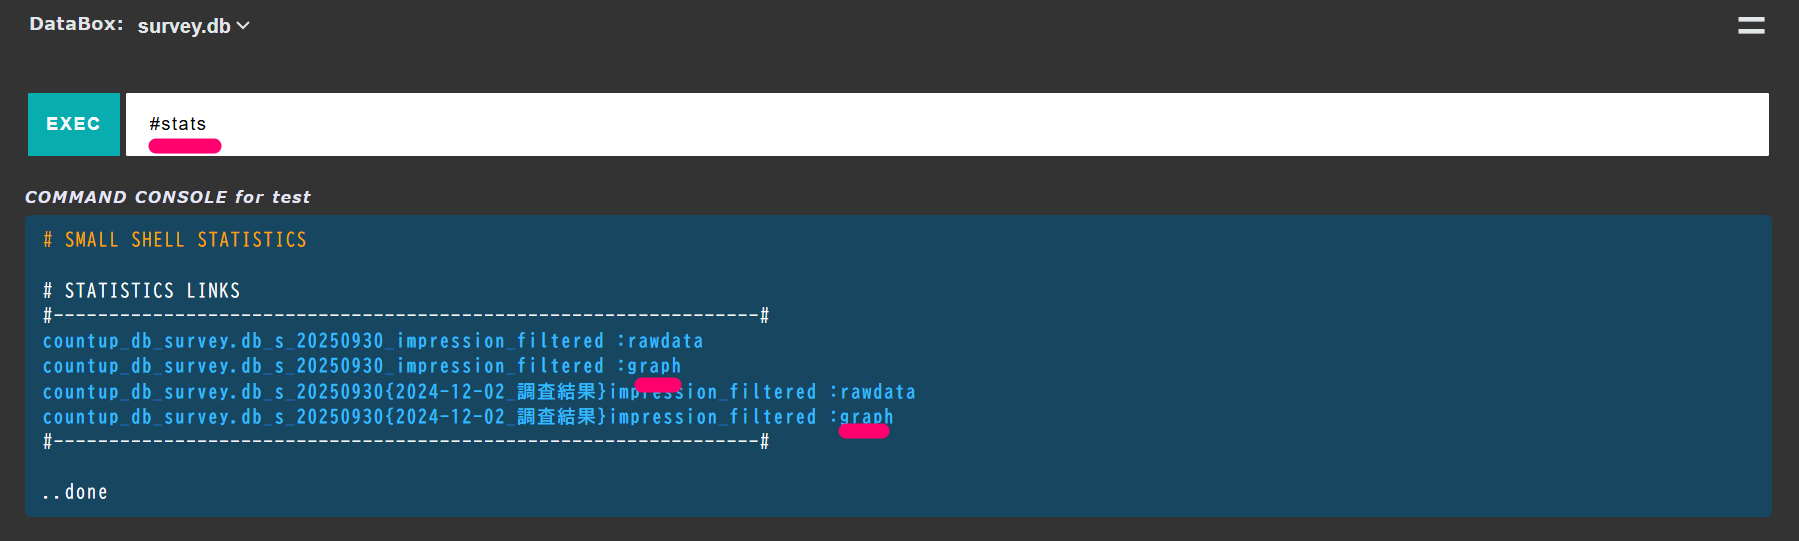 DataBox: survey.db
EXEC #stats
COMMAND CONSOLE for test
# SMALL SHELL STATISTICS
# STATISTICS LINKS
#----------------------------------------------------------------#
countup_db_survey.db_s_20250930_impression_filtered :rawdata
countup_db_survey.db_s_20250930_impression_filtered :graph
countup_db_survey.db_s_20250930{2024-12-02_調査結果}impression_filtered :rawdata
countup_db_survey.db_s_20250930{2024-12-02_調査結果}impression_filtered :graph
#----------------------------------------------------------------#
..done